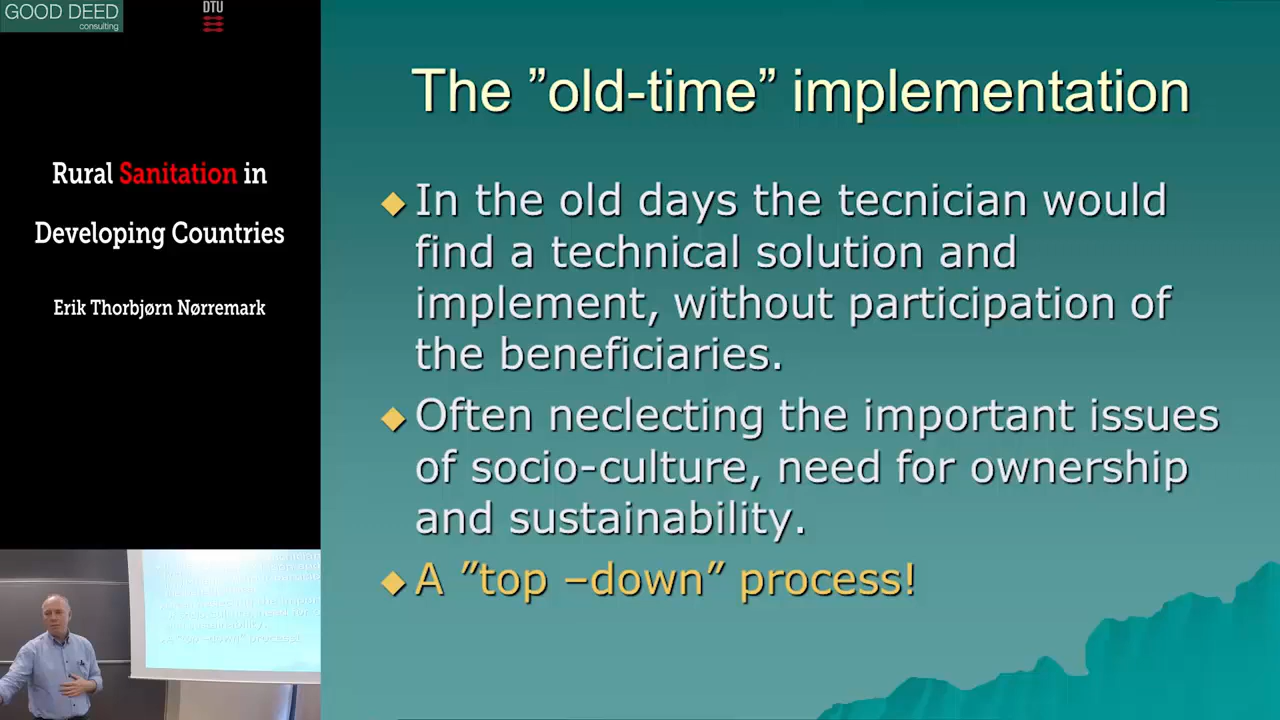 GOOD DEED
consulting
DTU
Rural Sanitation in
Developing Countries
Erik Thorbjørn Nørremark
The ”old-time” implementation
In the old days the tecnician would
find a technical solution and
implement, without participation of
the beneficiaries.
Often neclecting the important issues
of socio-culture, need for ownership
and sustainability.
A ”top –down” process!